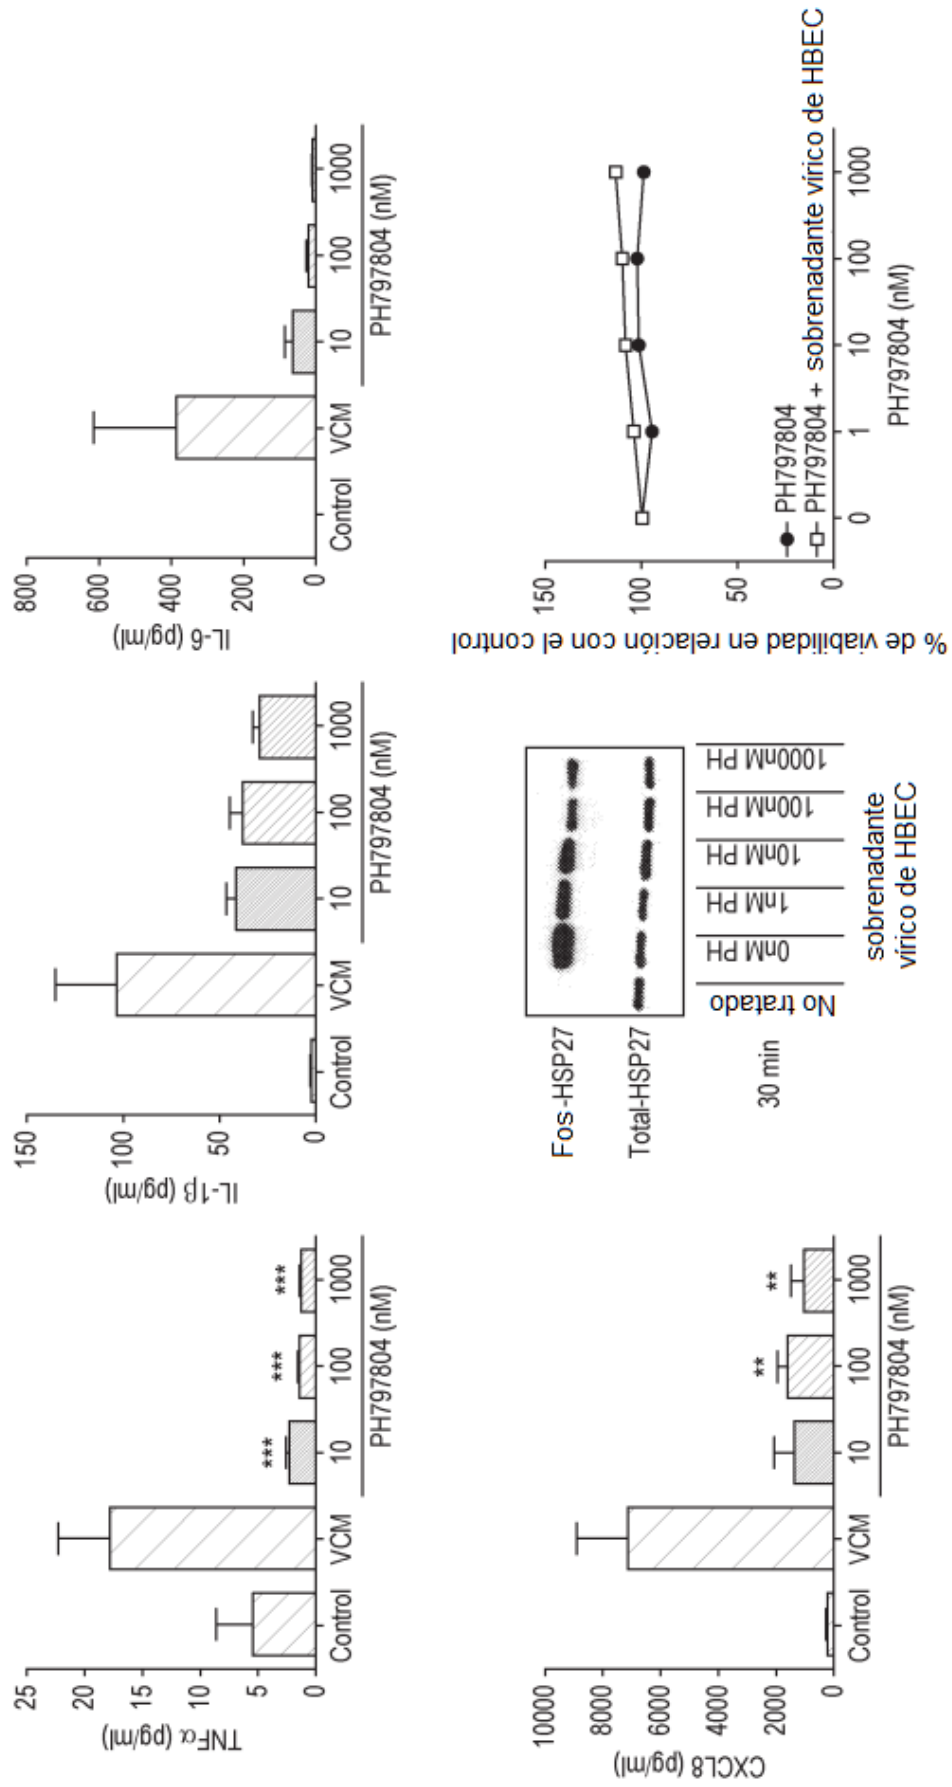 TNFα (pg/ml)
25
20
15
10
5
0
Control
VCM
10
100
1000
***
***
***
PH797804 (nM)
IL-1β (pg/ml)
150
100
50
0
Control
VCM
10
100
1000
PH797804 (nM)
IL-6 (pg/ml)
800
600
400
200
0
Control
VCM
10
100
1000
PH797804 (nM)
CXCL8 (pg/ml)
10000
8000
6000
4000
2000
0
Control
VCM
10
100
1000
**
**
PH797804 (nM)
Fos-HSP27
Total-HSP27
30 min
No tratado
0nM PH
1nM PH
10nM PH
100nM PH
1000nM PH
sobrenadante
vírico de HBEC
% de viabilidad en relación con el control
150
100
50
0
0
1
10
100
1000
PH797804 (nM)
PH797804
PH797804 + sobrenadante vírico de HBEC